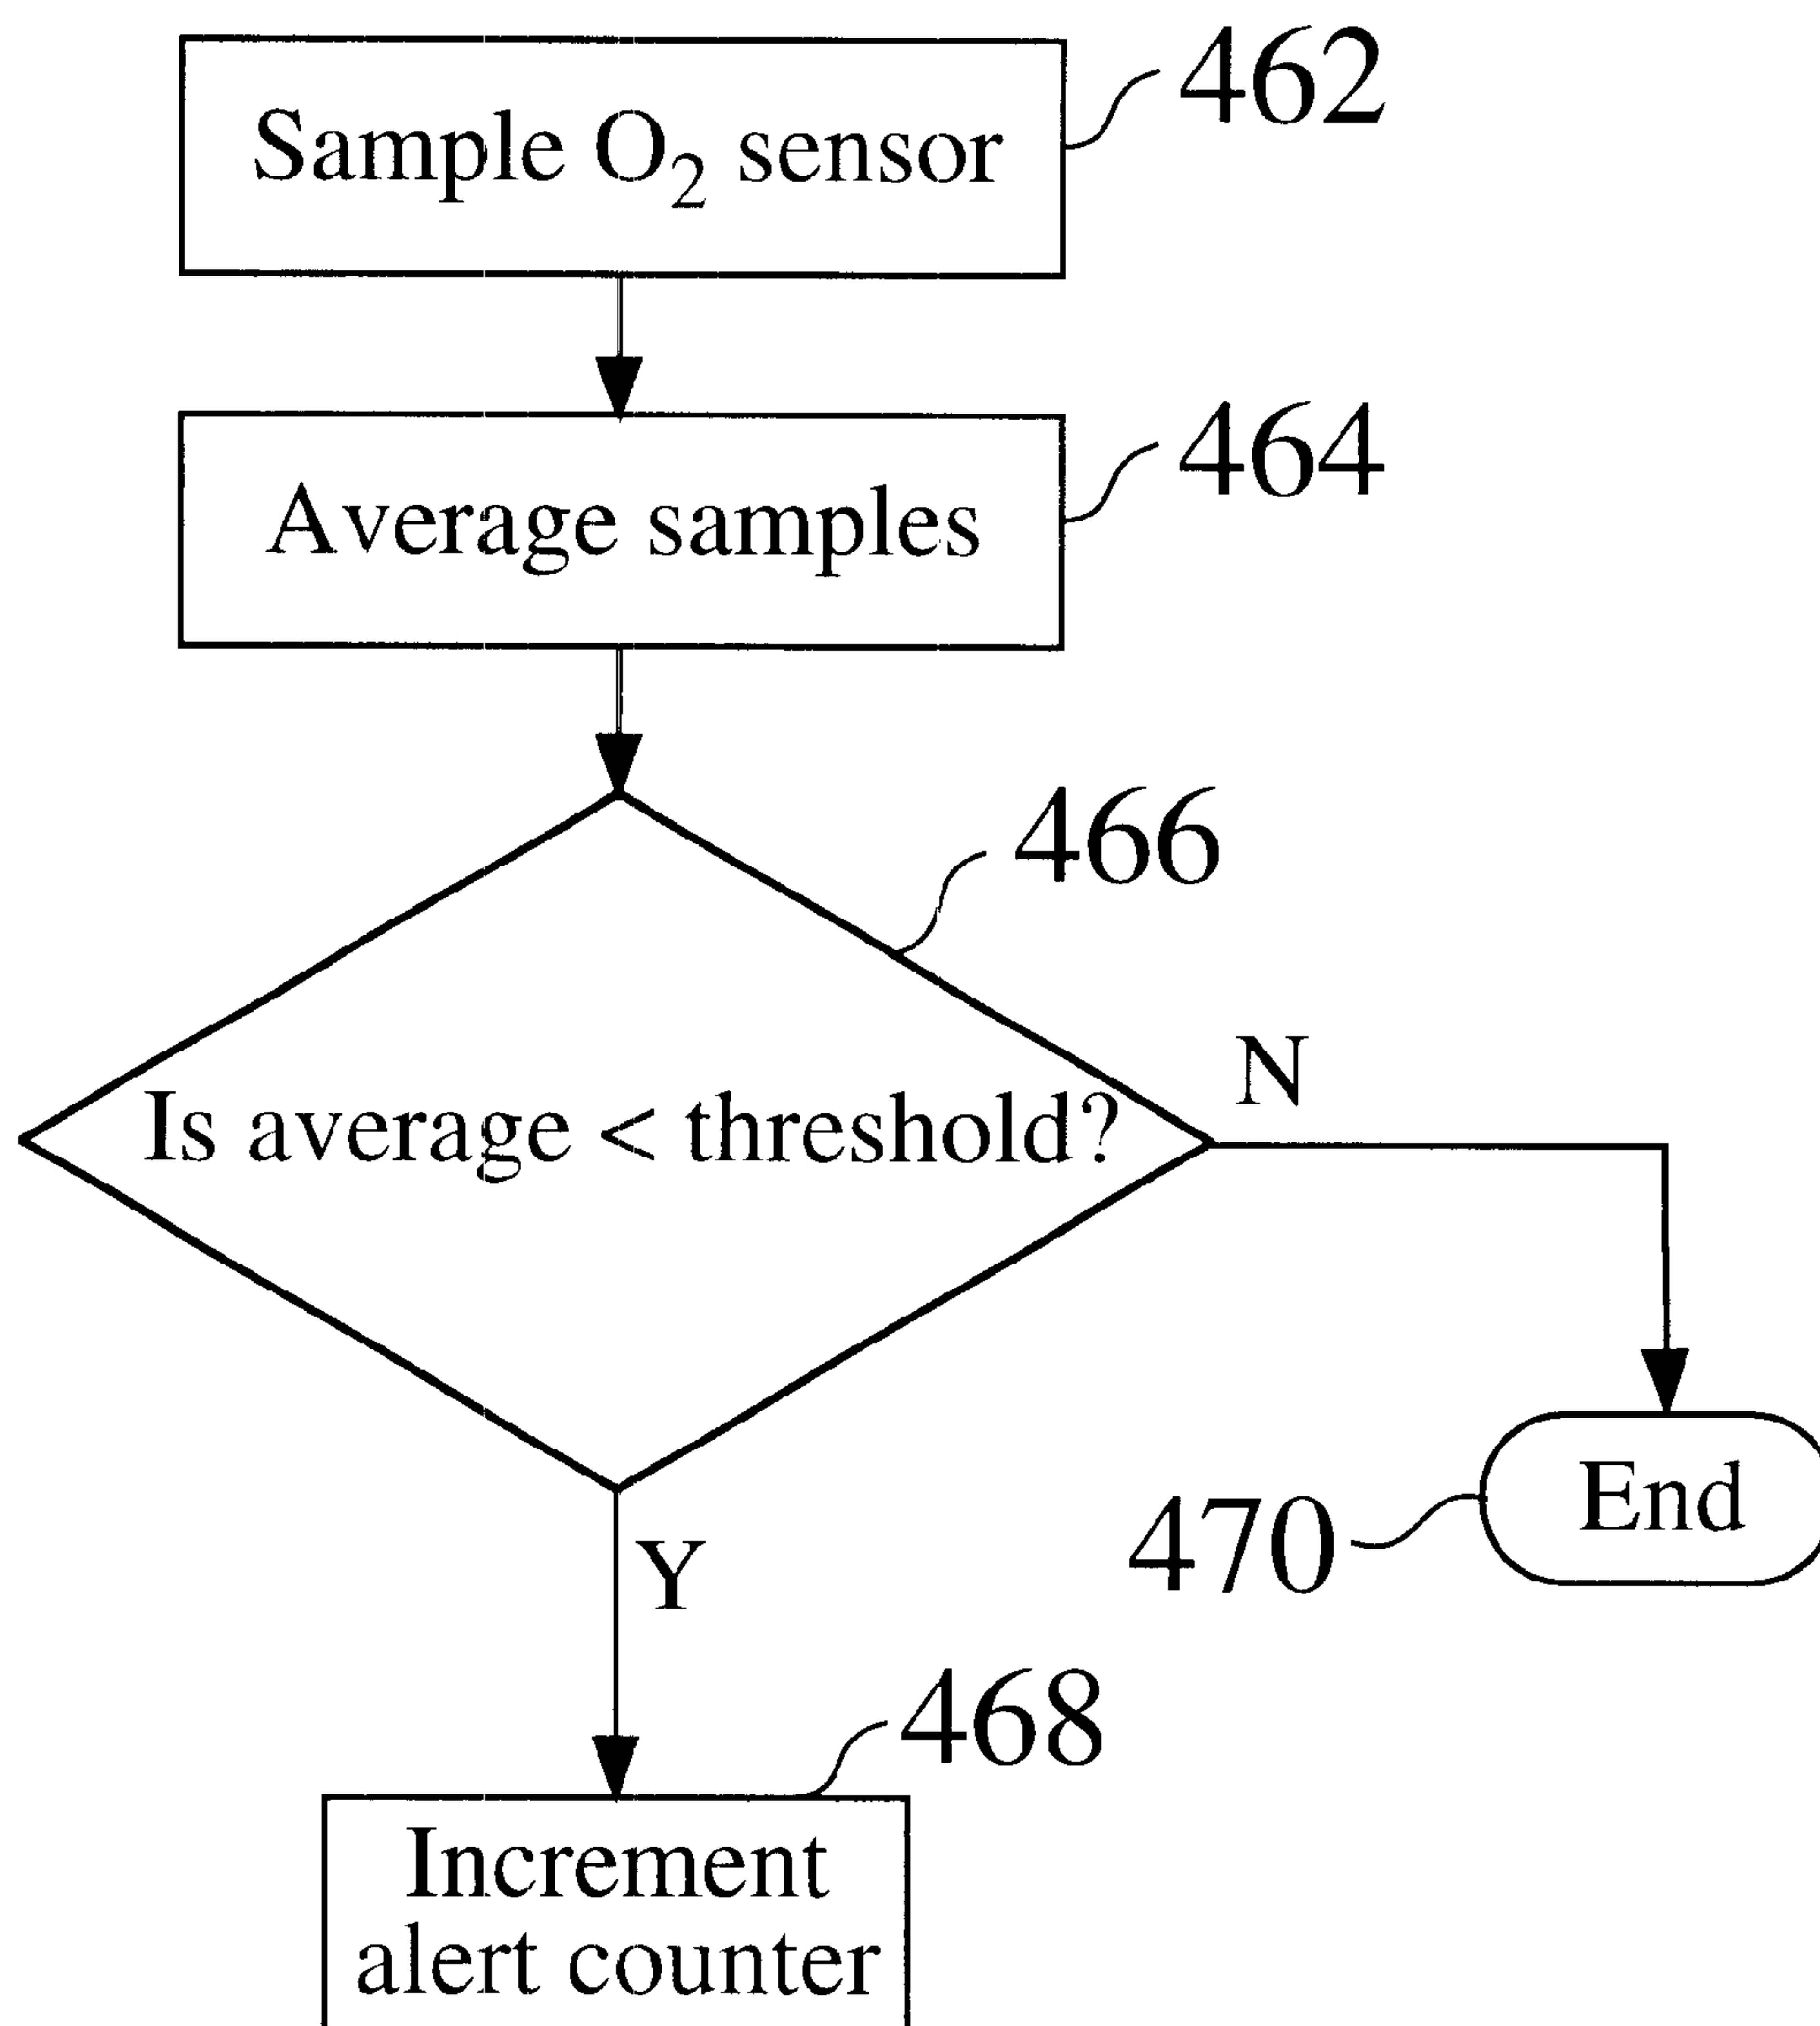 Sample O₂ sensor
462
Average samples
464
466
Is average < threshold?
N
End
470
Y
468
Increment
alert counter